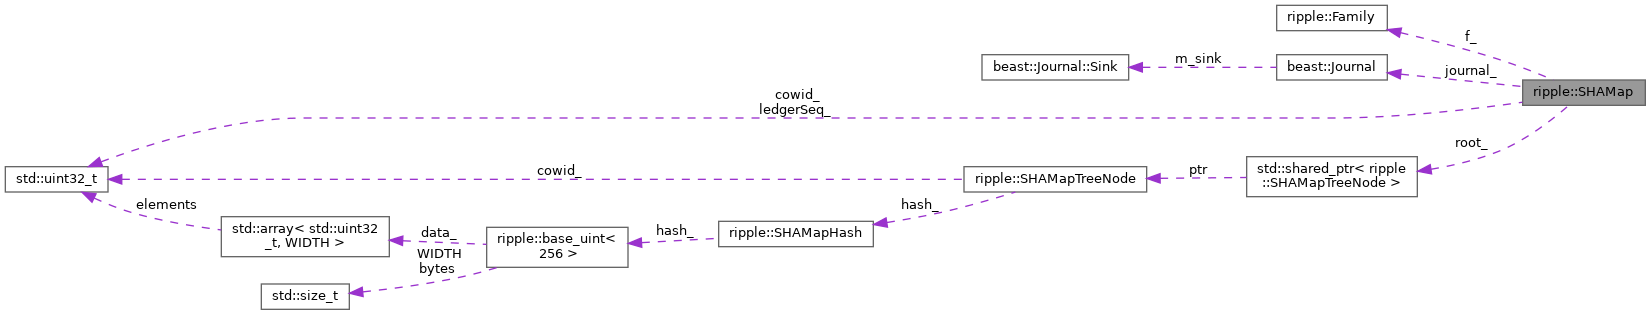 ripple::Family
f_
beast::Journal::Sink
m_sink
beast::Journal
journal_
ripple::SHAMap
cowid_
ledgerSeq_
root_
std::uint32_t
cowid_
ripple::SHAMapTreeNode
ptr
std::shared_ptr< ripple
::SHAMapTreeNode >
elements
hash_
std::array< std::uint32
_t, WIDTH >
data_
ripple::base_uint<
256 >
hash_
ripple::SHAMapHash
WIDTH
bytes
std::size_t